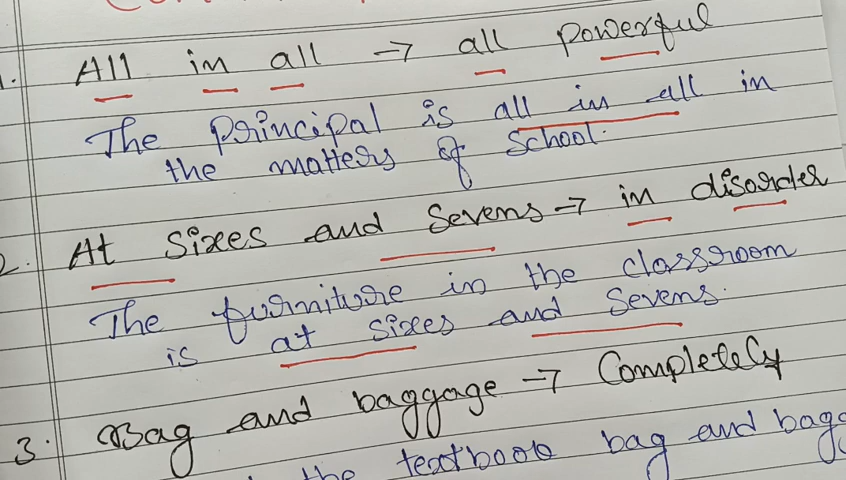 1. All in all → all powerful
The principal is all in all in
the matters of School.
2. At sixes and Sevens → in disorder
The furniture in the classroom
is at sixes and Sevens.
3. Bag and baggage → Completely
the textbook bag and bagg